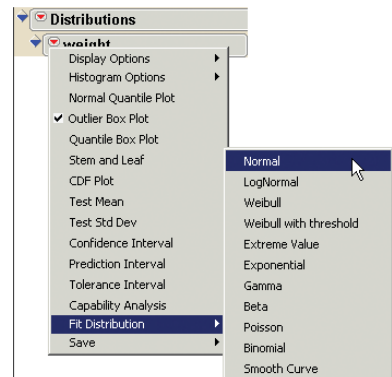 Distributions
weight
Display Options
Histogram Options
Normal Quantile Plot
Outlier Box Plot
Quantile Box Plot
Stem and Leaf
CDF Plot
Test Mean
Test Std Dev
Confidence Interval
Prediction Interval
Tolerance Interval
Capability Analysis
Fit Distribution
Save
Normal
LogNormal
Weibull
Weibull with threshold
Extreme Value
Exponential
Gamma
Beta
Poisson
Binomial
Smooth Curve